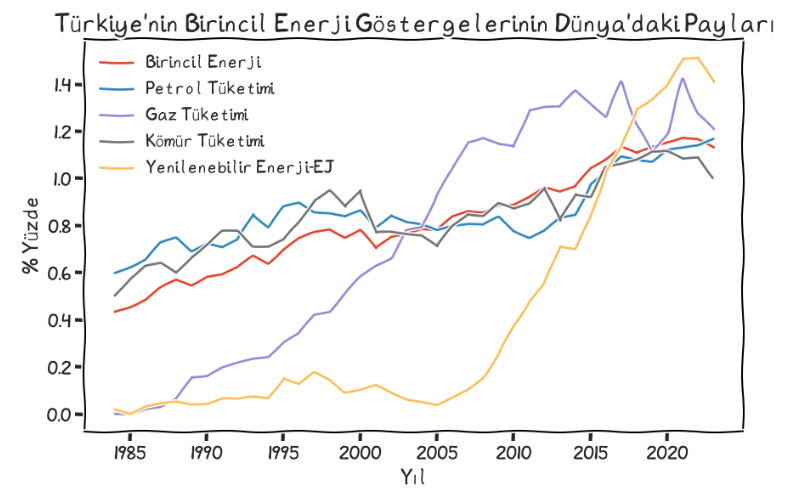 Türkiye'nin Birincil Enerji Göstergelerinin Dünya'daki Payları
Birincil Enerji
Petrol Tüketimi
Gaz Tüketimi
Kömür Tüketimi
Yenilenebilir Enerji-EJ
% Yüzde
1.4
1.2
1.0
0.8
0.6
0.4
0.2
0.0
1985 1990 1995 2000 2005 2010 2015 2020
Yıl